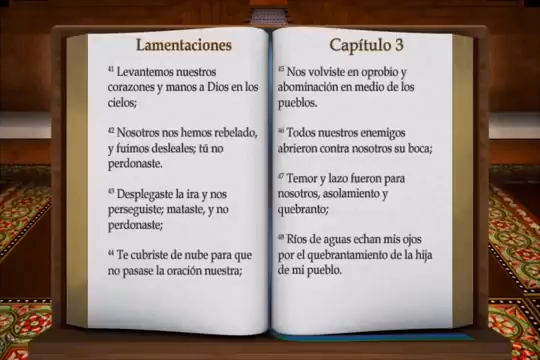 Lamentaciones
41 Levantemos nuestros
corazones y manos a Dios en los
cielos;
42 Nosotros nos hemos rebelado,
y fuimos desleales; tú no
perdonaste.
43 Desplegaste la ira y nos
perseguiste; mataste, y no
perdonaste;
44 Te cubriste de nube para que
no pasase la oración nuestra;
Capítulo 3
45 Nos volviste en oprobio y
abominación en medio de los
pueblos.
46 Todos nuestros enemigos
abrieron contra nosotros su boca;
47 Temor y lazo fueron para
nosotros, asolamiento y
quebranto;
48 Ríos de aguas echan mis ojos
por el quebrantamiento de la hija
de mi pueblo.